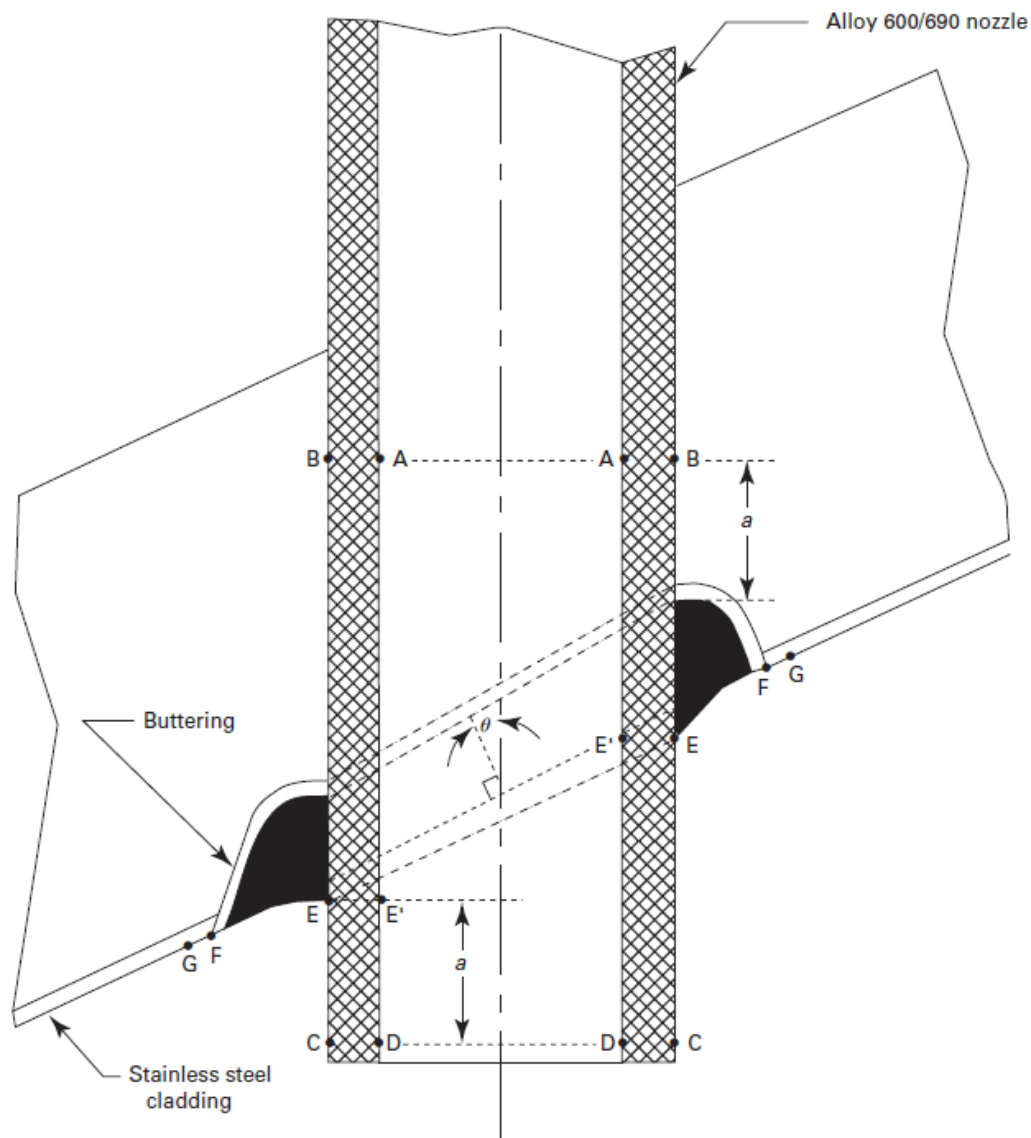 Alloy 600/690 nozzle
B A A B
a
F G
Buttering
θ
E' E
E E'
G F
a
C D D C
Stainless steel
cladding